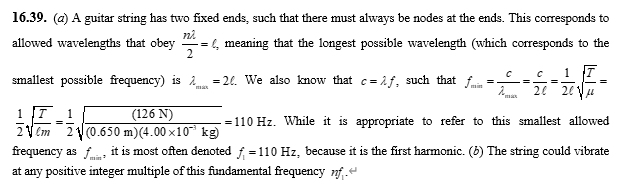 16.39. (a) A guitar string has two fixed ends, such that there must always be nodes at the ends. This corresponds to
allowed wavelengths that obey nλ/2 = ℓ, meaning that the longest possible wavelength (which corresponds to the
smallest possible frequency) is λ_max = 2ℓ. We also know that c = λf, such that f_min = c/λ_max = c/2ℓ = 1/2ℓ √(T/μ) =
1/2 √(T/ℓm) = 1/2 √((126 N)/((0.650 m)(4.00×10⁻³ kg))) = 110 Hz. While it is appropriate to refer to this smallest allowed
frequency as f_min, it is most often denoted f₁ = 110 Hz, because it is the first harmonic. (b) The string could vibrate
at any positive integer multiple of this fundamental frequency nf₁.↵